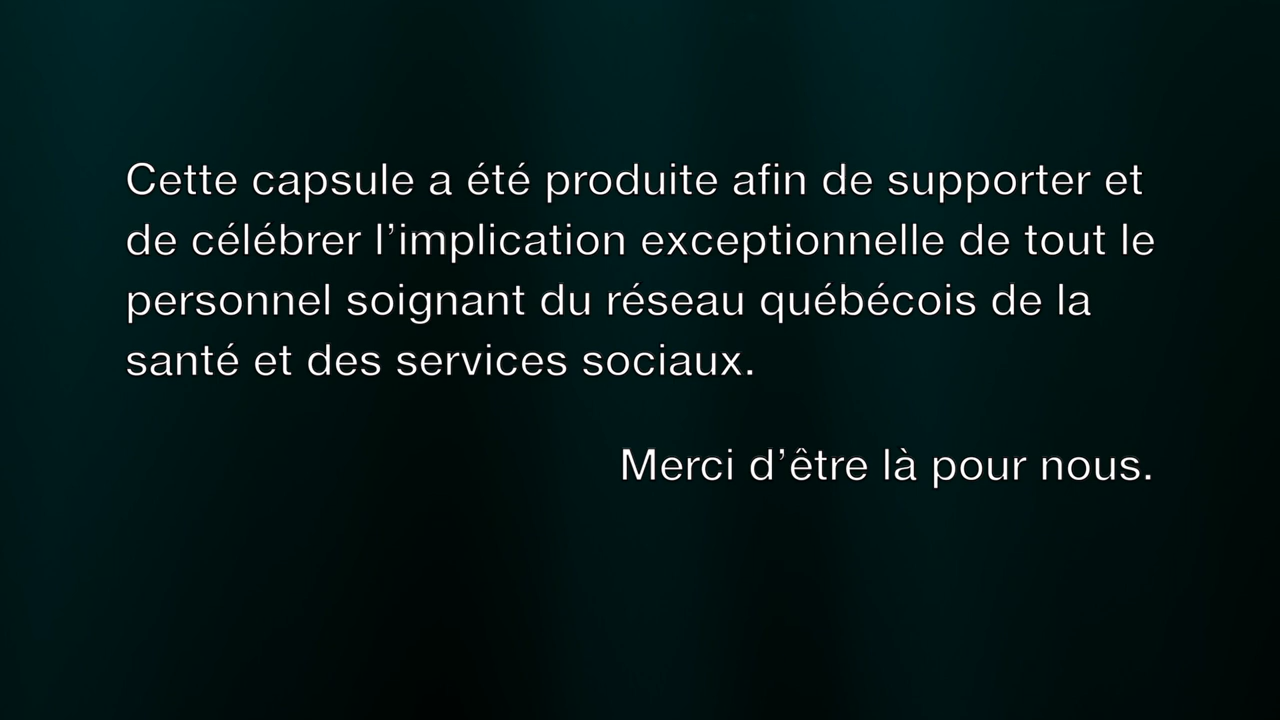 Cette capsule a été produite afin de supporter et
de célébrer l’implication exceptionnelle de tout le
personnel soignant du réseau québécois de la
santé et des services sociaux.
Merci d’être là pour nous.